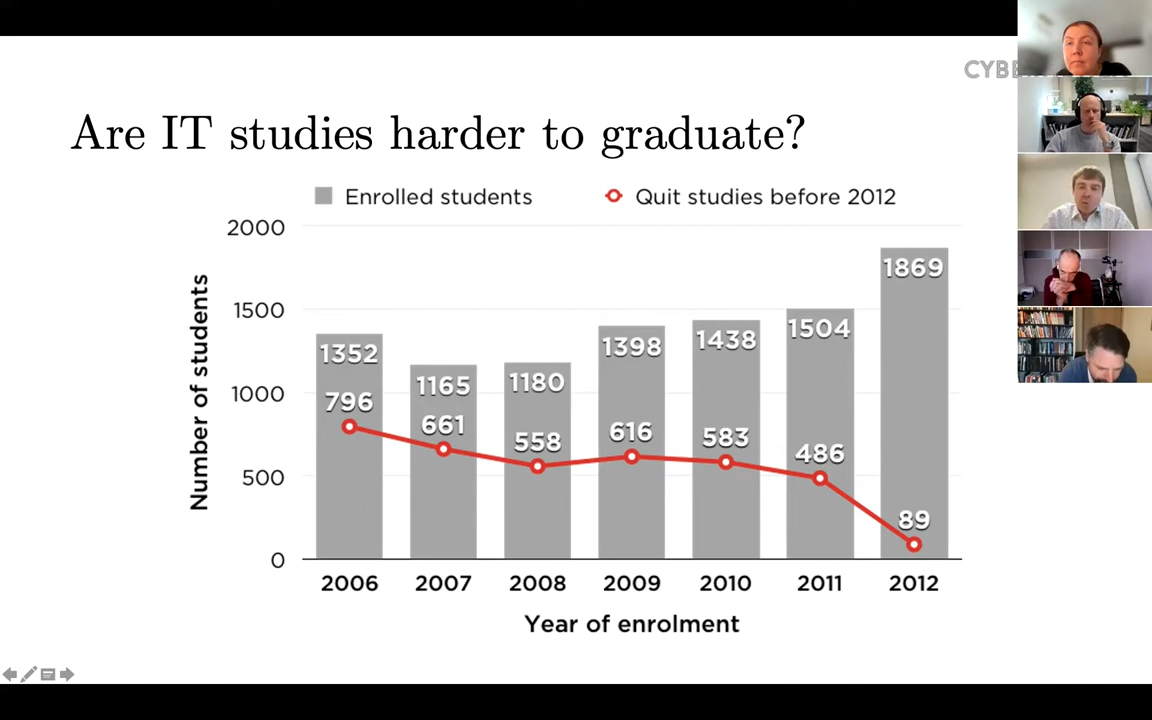 CYBE
Are IT studies harder to graduate?
Enrolled students
Quit studies before 2012
Number of students
2000
1500
1000
500
0
1352
1165
1180
1398
1438
1504
1869
796
661
558
616
583
486
89
2006 2007 2008 2009 2010 2011 2012
Year of enrolment